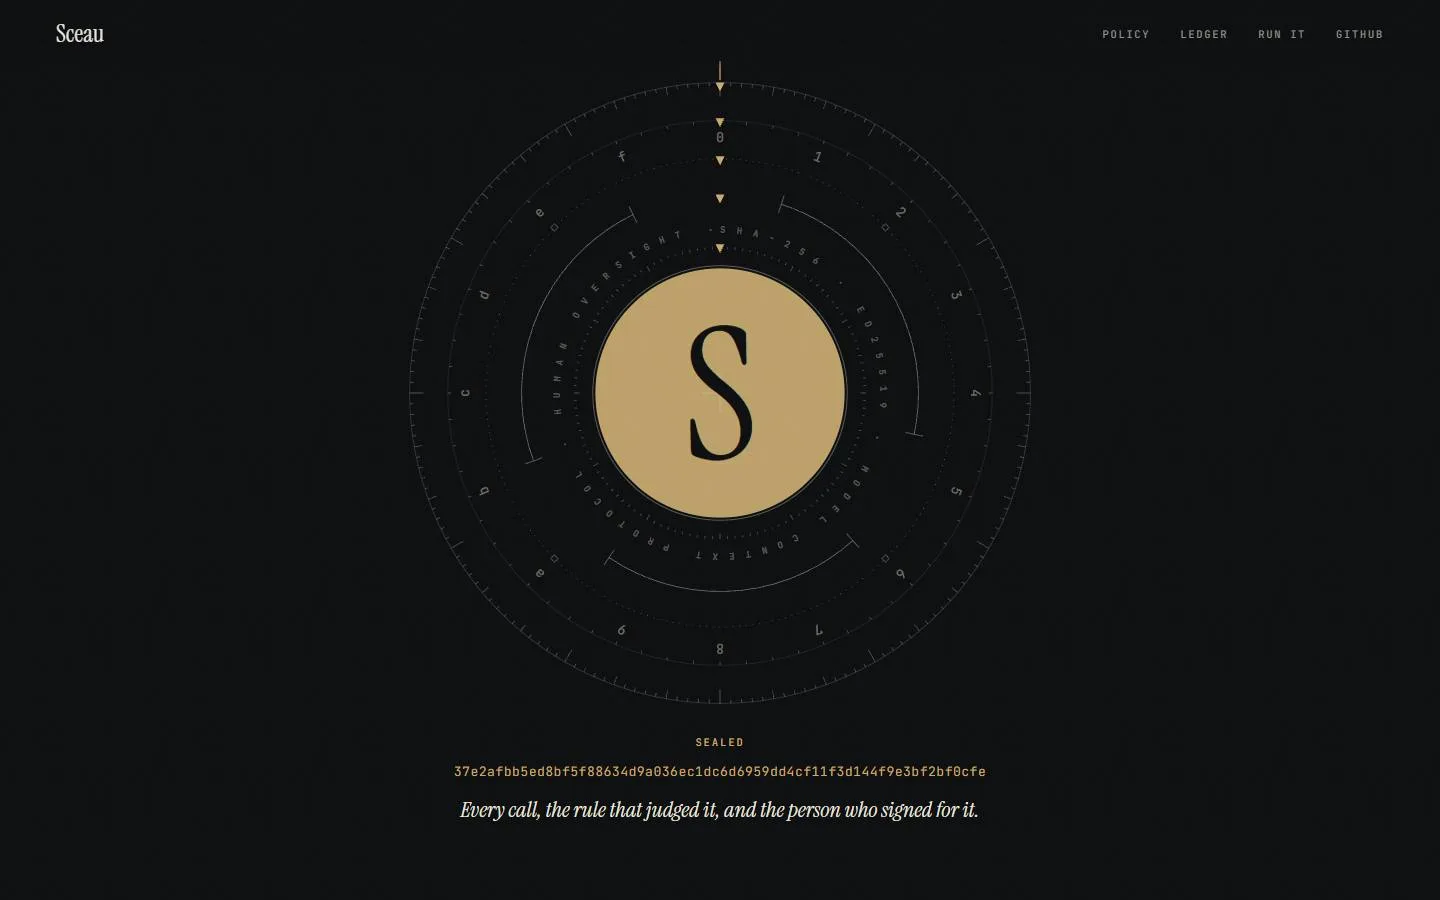 Sceau
POLICY LEDGER RUN IT GITHUB
0
1
2
3
4
5
6
7
8
9
a
b
c
d
e
f
SHA-256 · ED25519 · MODEL CONTEXT PROTOCOL · HUMAN OVERSIGHT ·
S
SEALED
37e2afbb5ed8bf5f88634d9a036ec1dc6d6959dd4cf11f3d144f9e3bf2bf0cfe
Every call, the rule that judged it, and the person who signed for it.